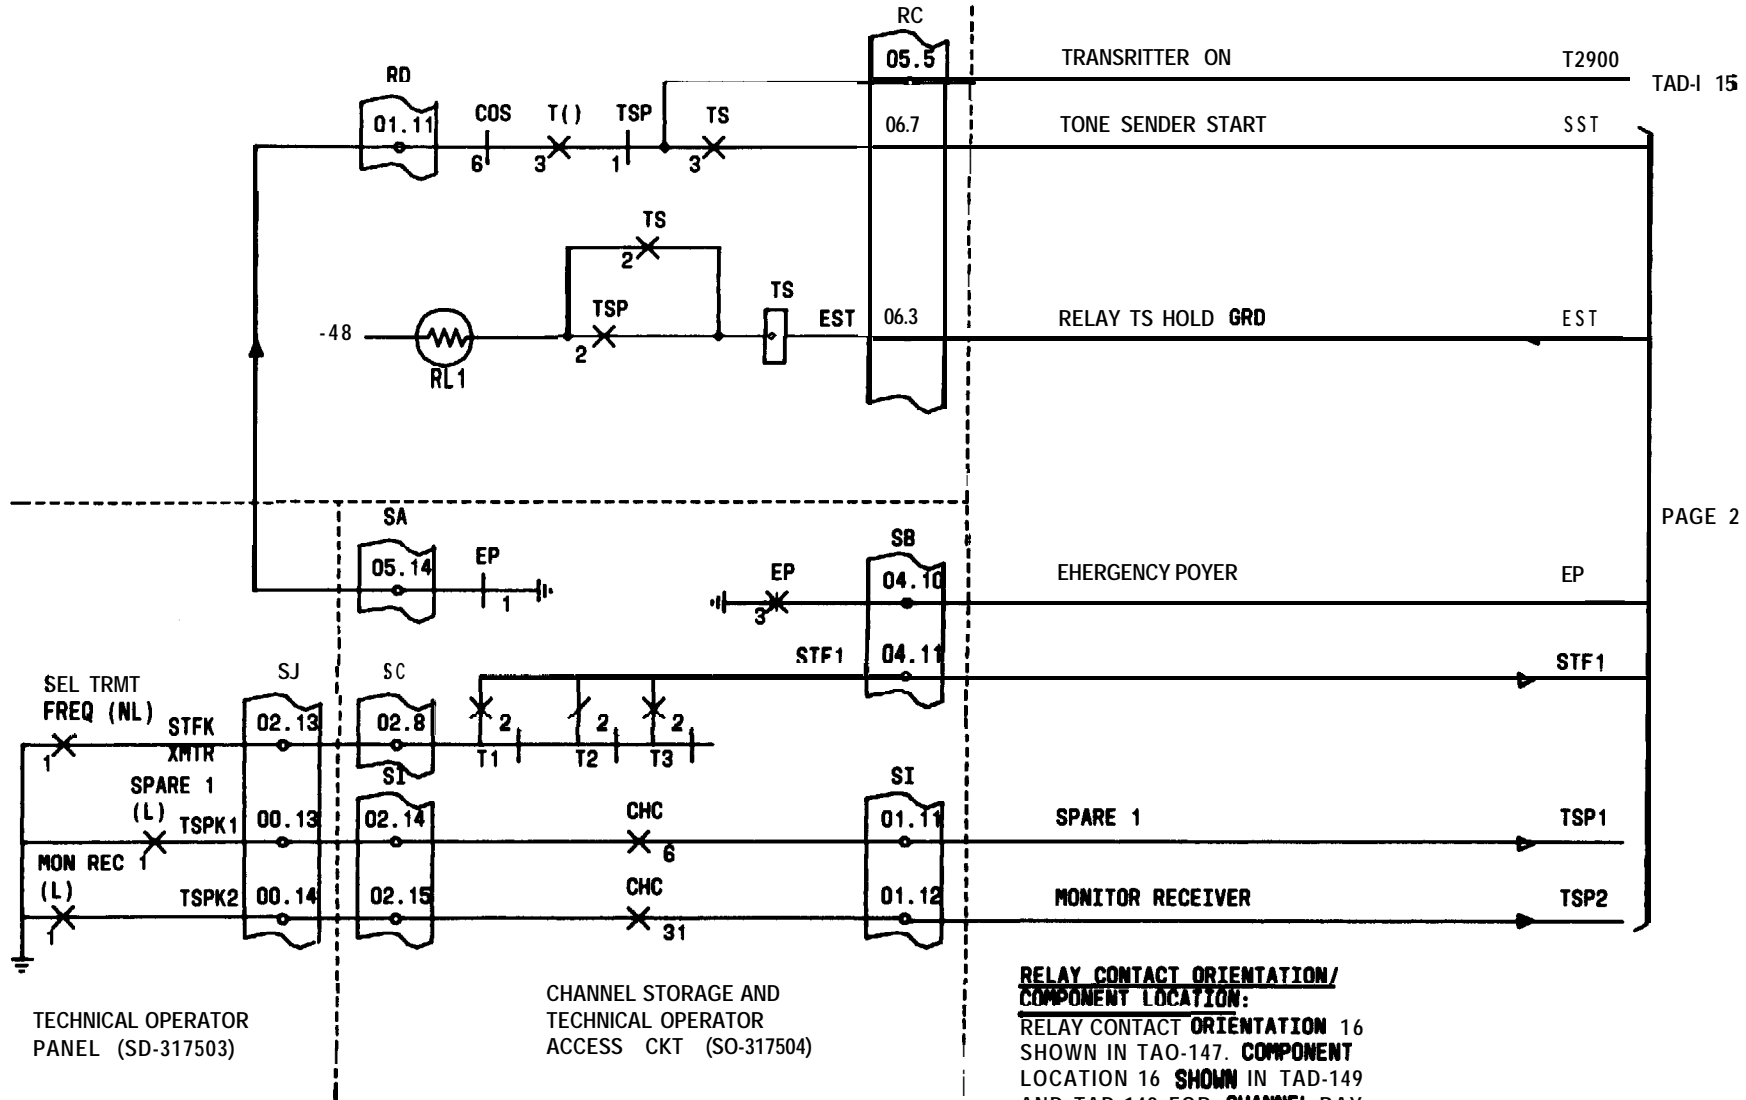 RC
05.5 TRANSRITTER ON T2900
TAD-I 15
RD
01.11 COS T() TSP TS 06.7 TONE SENDER START SST
6 3 1 3
TS
2
-48 TSP TS EST 06.3 RELAY TS HOLD GRD EST
2
RL1
PAGE 2
SA SB
05.14 EP EP 04.10 EHERGENCY POYER EP
1 3
STF1 04.11 STF1
SEL TRMT
FREQ (NL)
SJ SC
STFK 02.13 02.8 2 2 2
1 XMTR T1 T2 T3
SPARE 1
(L)
SI SI
TSPK1 00.13 02.14 CHC 01.11 SPARE 1 TSP1
6
MON REC 1
(L)
TSPK2 00.14 02.15 CHC 01.12 MONITOR RECEIVER TSP2
1 31
TECHNICAL OPERATOR
PANEL (SD-317503)
CHANNEL STORAGE AND
TECHNICAL OPERATOR
ACCESS CKT (SO-317504)
RELAY CONTACT ORIENTATION/
COMPONENT LOCATION:
RELAY CONTACT ORIENTATION 16
SHOWN IN TAO-147. COMPONENT
LOCATION 16 SHOWN IN TAD-149